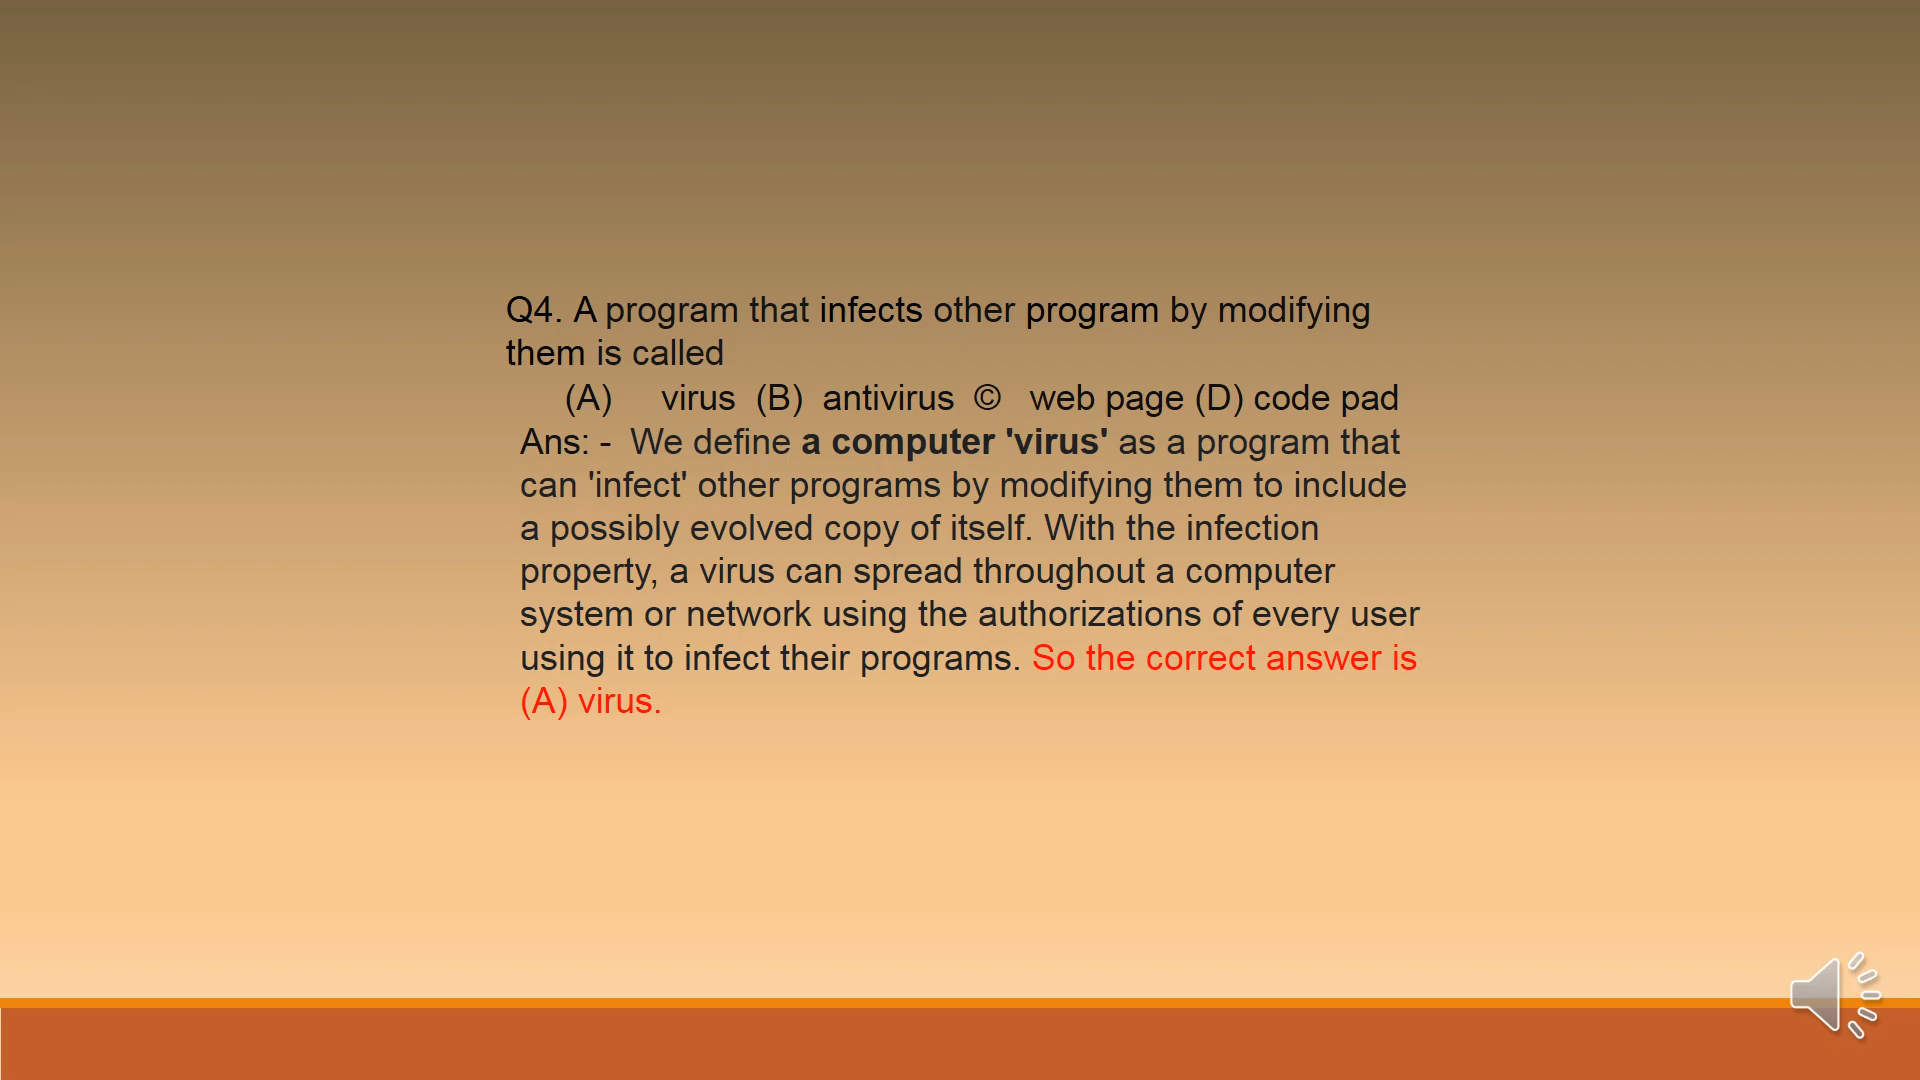 Q4. A program that infects other program by modifying
them is called
(A) virus (B) antivirus © web page (D) code pad
Ans: - We define a computer 'virus' as a program that
can 'infect' other programs by modifying them to include
a possibly evolved copy of itself. With the infection
property, a virus can spread throughout a computer
system or network using the authorizations of every user
using it to infect their programs. So the correct answer is
(A) virus.